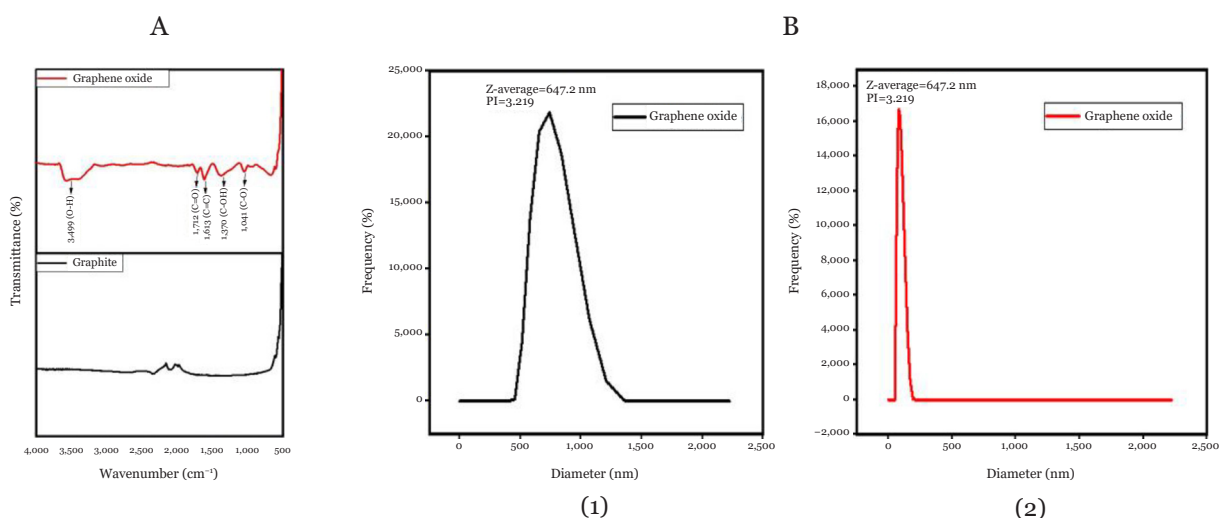 A
Graphene oxide
3,499 (O-H)
1,712 (C=O)
1,613 (C=C)
1,370 (C-OH)
1,041 (C-O)
Graphite
Transmittance (%)
4,000 3,500 3,000 2,500 2,000 1,500 1,000 500
Wavenumber (cm⁻¹)
B
25,000
20,000
15,000
10,000
5,000
0
Frequency (%)
Z-average=647.2 nm
PI=3.219
Graphene oxide
0 500 1,000 1,500 2,000 2,500
Diameter (nm)
(1)
18,000
16,000
14,000
12,000
10,000
8,000
6,000
4,000
2,000
0
−2,000
Frequency (%)
Z-average=647.2 nm
PI=3.219
Graphene oxide
0 500 1,000 1,500 2,000 2,500
Diameter (nm)
(2)